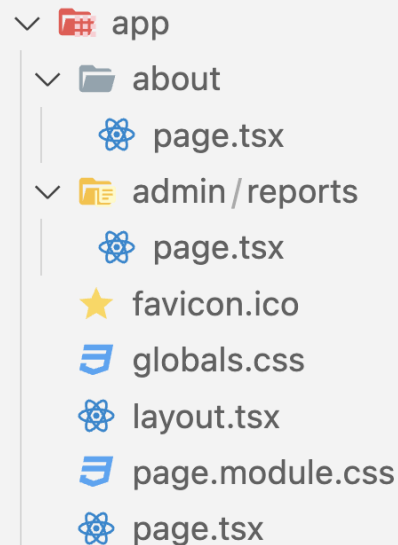 app
about
page.tsx
admin/reports
page.tsx
favicon.ico
globals.css
layout.tsx
page.module.css
page.tsx